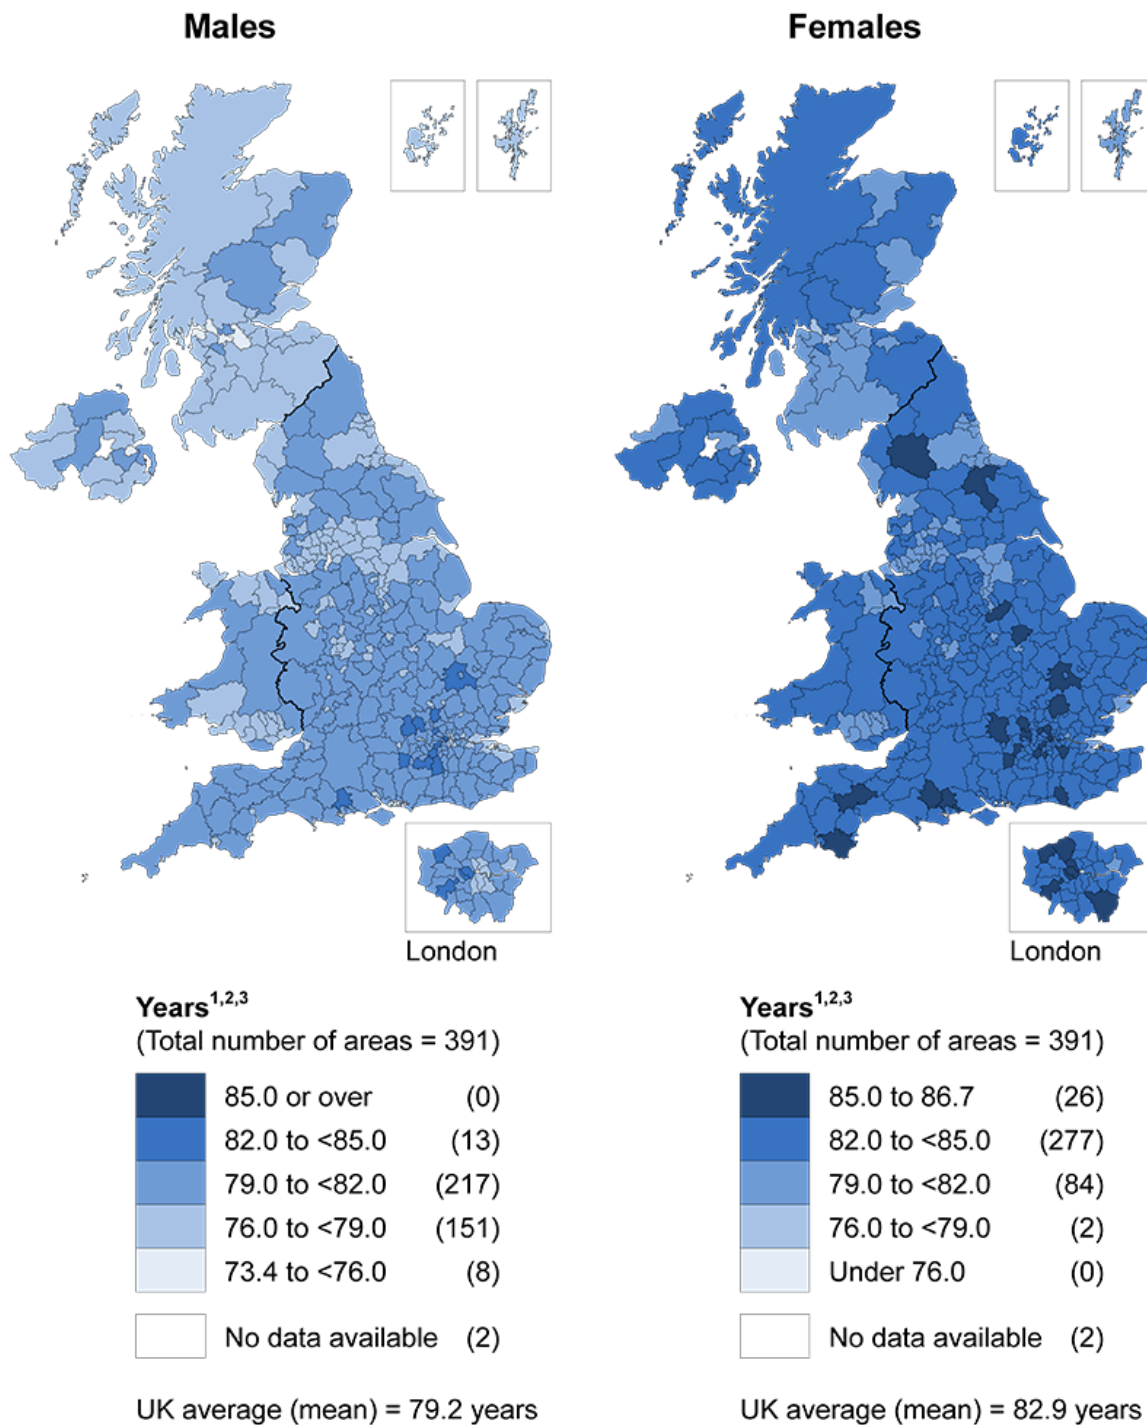 Males
Females
London
London
Years1,2,3
(Total number of areas = 391)
85.0 or over (0)
82.0 to <85.0 (13)
79.0 to <82.0 (217)
76.0 to <79.0 (151)
73.4 to <76.0 (8)
No data available (2)
UK average (mean) = 79.2 years
Years1,2,3
(Total number of areas = 391)
85.0 to 86.7 (26)
82.0 to <85.0 (277)
79.0 to <82.0 (84)
76.0 to <79.0 (2)
Under 76.0 (0)
No data available (2)
UK average (mean) = 82.9 years